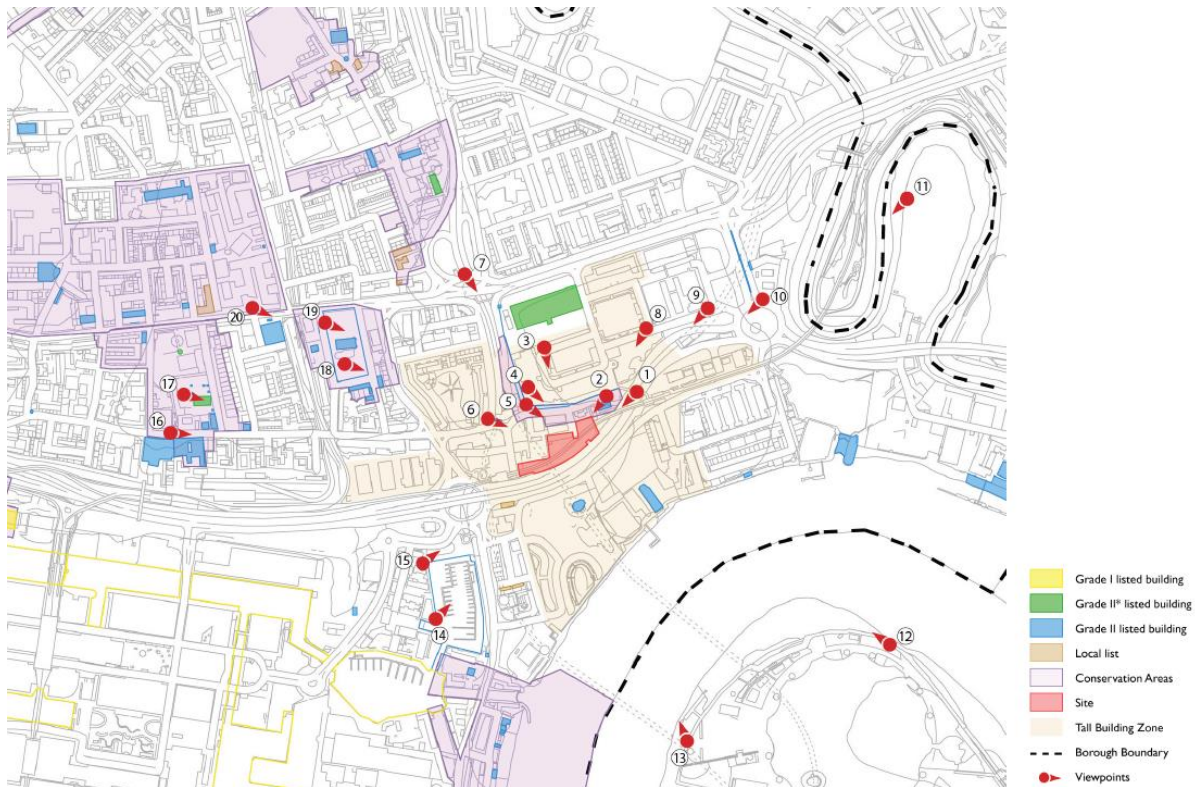 11
7
10
9
20
19
8
3
18
4
2
1
17
5
6
16
15
14
12
13
Grade I listed building
Grade II* listed building
Grade II listed building
Local list
Conservation Areas
Site
Tall Building Zone
Borough Boundary
Viewpoints